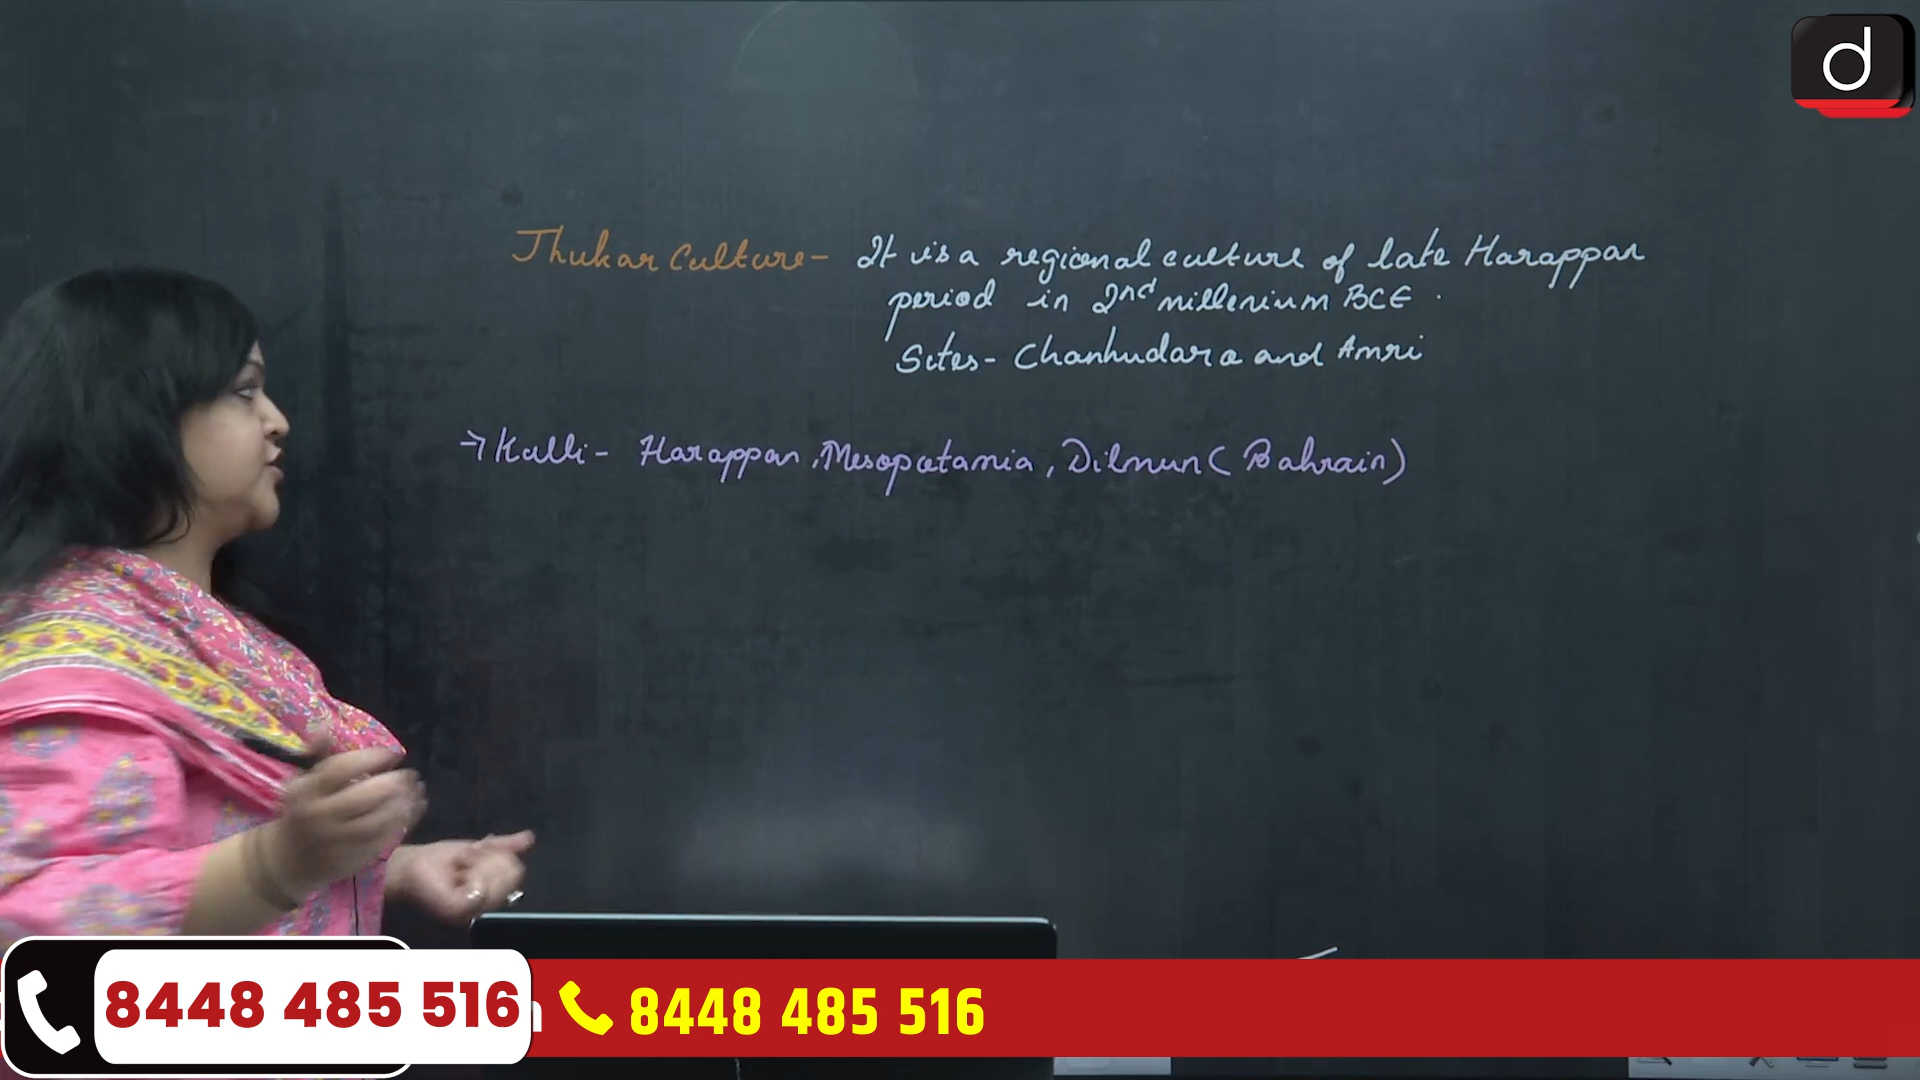 d
Jhukar Culture - It is a regional culture of late Harappan
period in 2nd millenium BCE .
Sites - Chanhudaro and Amri
→ Kulli - Harappan, Mesopotamia, Dilmun ( Bahrain)
8448 485 516
8448 485 516